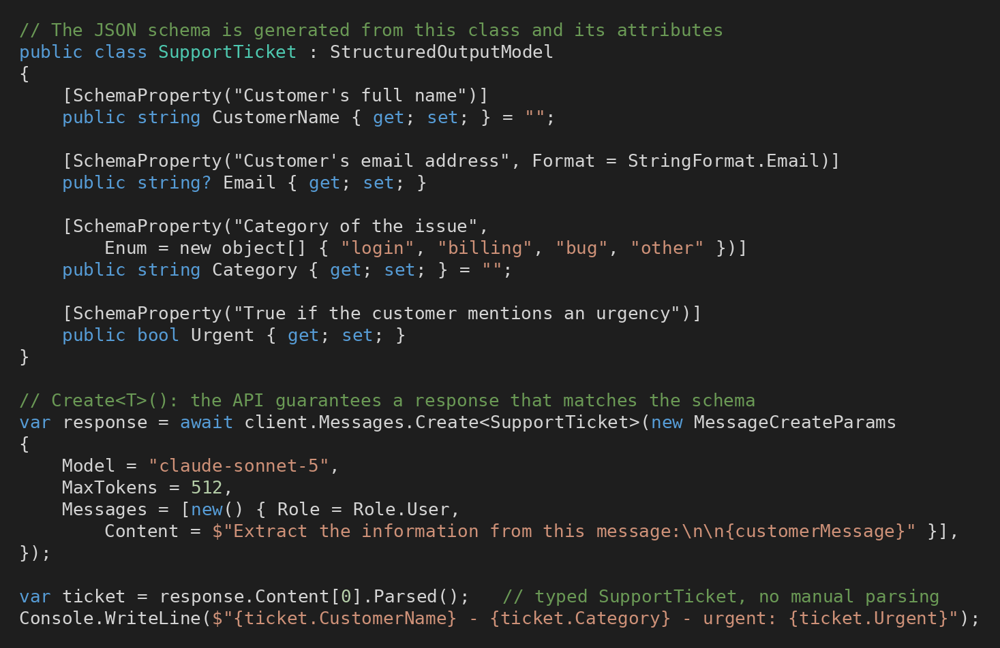 // The JSON schema is generated from this class and its attributes
public class SupportTicket : StructuredOutputModel
{
    [SchemaProperty("Customer's full name")]
    public string CustomerName { get; set; } = "";

    [SchemaProperty("Customer's email address", Format = StringFormat.Email)]
    public string? Email { get; set; }

    [SchemaProperty("Category of the issue",
        Enum = new object[] { "login", "billing", "bug", "other" })]
    public string Category { get; set; } = "";

    [SchemaProperty("True if the customer mentions an urgency")]
    public bool Urgent { get; set; }
}

// Create<T>(): the API guarantees a response that matches the schema
var response = await client.Messages.Create<SupportTicket>(new MessageCreateParams
{
    Model = "claude-sonnet-5",
    MaxTokens = 512,
    Messages = [new() { Role = Role.User,
        Content = $"Extract the information from this message:\n\n{customerMessage}" }],
});

var ticket = response.Content[0].Parsed();   // typed SupportTicket, no manual parsing
Console.WriteLine($"{ticket.CustomerName} - {ticket.Category} - urgent: {ticket.Urgent}");